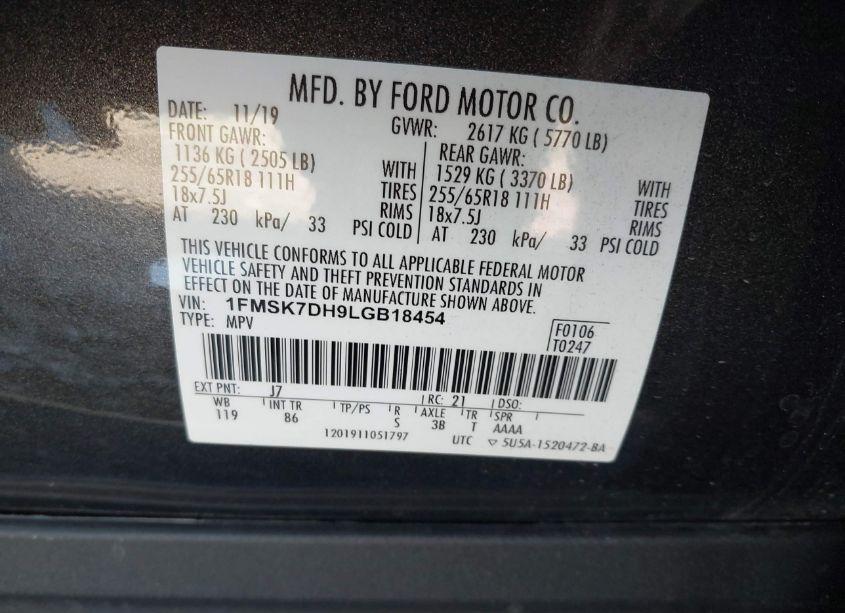 MFD. BY FORD MOTOR CO.
DATE: 11/19 GVWR: 2617 KG ( 5770 LB)
FRONT GAWR: REAR GAWR:
1136 KG ( 2505 LB) WITH 1529 KG ( 3370 LB) WITH
255/65R18 111H TIRES 255/65R18 111H TIRES
18x7.5J RIMS 18x7.5J RIMS
AT 230 kPa/ 33 PSI COLD AT 230 kPa/ 33 PSI COLD
THIS VEHICLE CONFORMS TO ALL APPLICABLE FEDERAL MOTOR
VEHICLE SAFETY AND THEFT PREVENTION STANDARDS IN
EFFECT ON THE DATE OF MANUFACTURE SHOWN ABOVE.
VIN: 1FMSK7DH9LGB18454
TYPE: MPV
F0106
T0247
EXT PNT: J7 RC: 21 DSO:
WB INT TR TP/PS R AXLE TR SPR
119 86 S 3B T AAAA
1201911051797 UTC ▽ 5U5A-1520472-BA